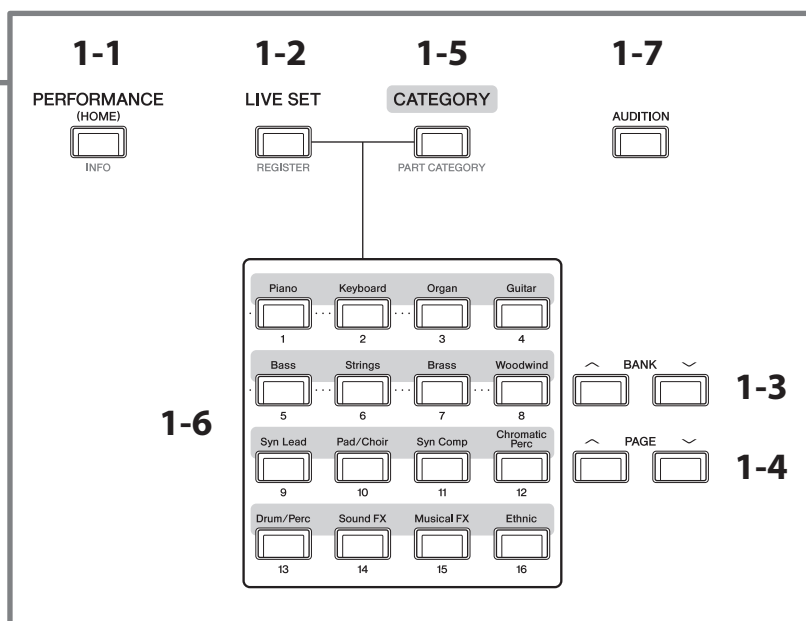 1-1 1-2 1-5 1-7
PERFORMANCE LIVE SET CATEGORY
(HOME) AUDITION
INFO REGISTER PART CATEGORY
Piano Keyboard Organ Guitar
1 2 3 4
Bass Strings Brass Woodwind
BANK
5 6 7 8
1-3
1-6
Syn Lead Pad/Choir Syn Comp Chromatic
Perc
PAGE
9 10 11 12
1-4
Drum/Perc Sound FX Musical FX Ethnic
13 14 15 16